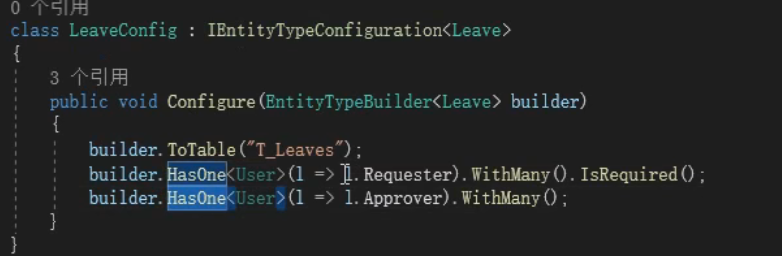 0 个引用
class LeaveConfig : IEntityTypeConfiguration<Leave>
{
3 个引用
public void Configure(EntityTypeBuilder<Leave> builder)
{
builder.ToTable("T_Leaves");
builder.HasOne<User>(l => l.Requester).WithMany().IsRequired();
builder.HasOne<User>(l => l.Approver).WithMany();
}
}